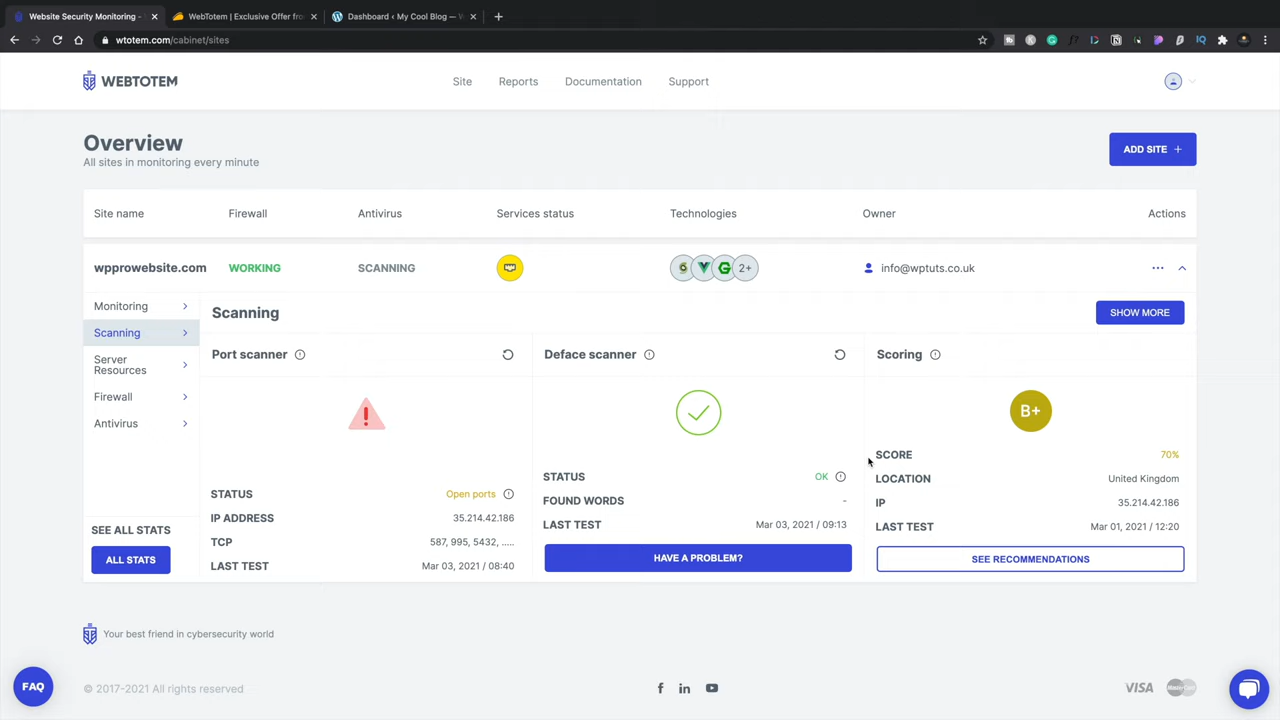 Website Security Monitoring -
WebTotem | Exclusive Offer fro
Dashboard ‹ My Cool Blog — W
wtotem.com/cabinet/sites
WEBTOTEM
Site
Reports
Documentation
Support
Overview
All sites in monitoring every minute
ADD SITE +
Site name
Firewall
Antivirus
Services status
Technologies
Owner
Actions
wpprowebsite.com
WORKING
SCANNING
2+
info@wptuts.co.uk
Monitoring
Scanning
Server
Resources
Firewall
Antivirus
SEE ALL STATS
ALL STATS
Scanning
SHOW MORE
Port scanner
STATUS Open ports
IP ADDRESS 35.214.42.186
TCP 587, 995, 5432, .....
LAST TEST Mar 03, 2021 / 08:40
Deface scanner
STATUS OK
FOUND WORDS -
LAST TEST Mar 03, 2021 / 09:13
HAVE A PROBLEM?
Scoring
B+
SCORE 70%
LOCATION United Kingdom
IP 35.214.42.186
LAST TEST Mar 01, 2021 / 12:20
SEE RECOMMENDATIONS
Your best friend in cybersecurity world
FAQ
© 2017-2021 All rights reserved
VISA